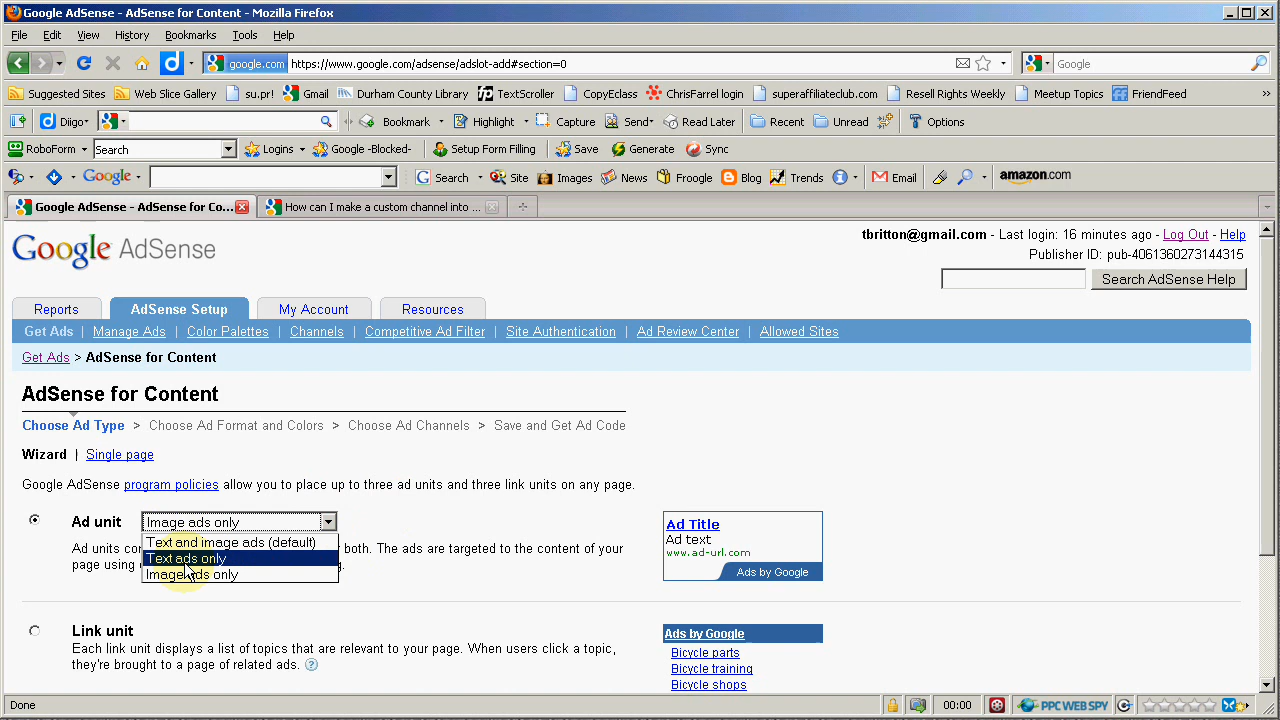 Google AdSense - AdSense for Content - Mozilla Firefox
File Edit View History Bookmarks Tools Help
google.com https://www.google.com/adsense/adslot-add#section=0 Google
Suggested Sites Web Slice Gallery su.pr! Gmail Durham County Library TextScroller CopyEclass ChrisFarrel login superaffiliateclub.com Resell Rights Weekly Meetup Topics FriendFeed »
Diigo Bookmark Highlight Capture Send Read Later Recent Unread Options
RoboForm Search Logins Google -Blocked- Setup Form Filling Save Generate Sync
Google Search Site Images News Froogle Blog Trends Email amazon.com
Google AdSense - AdSense for Co... How can I make a custom channel into ...
Google AdSense
tbritton@gmail.com - Last login: 16 minutes ago - Log Out - Help
Publisher ID: pub-4061360273144315
Search AdSense Help
Reports AdSense Setup My Account Resources
Get Ads | Manage Ads | Color Palettes | Channels | Competitive Ad Filter | Site Authentication | Ad Review Center | Allowed Sites
Get Ads > AdSense for Content
AdSense for Content
Choose Ad Type > Choose Ad Format and Colors > Choose Ad Channels > Save and Get Ad Code
Wizard | Single page
Google AdSense program policies allow you to place up to three ad units and three link units on any page.
Ad unit Image ads only
Text and image ads (default)
Text ads only
Image ads only
Ad units both. The ads are targeted to the content of your
page using
Ad Title
Ad text
www.ad-url.com
Ads by Google
Link unit
Each link unit displays a list of topics that are relevant to your page. When users click a topic,
they're brought to a page of related ads. ?
Ads by Google
Bicycle parts
Bicycle training
Bicycle shops
Done 00:00 PPC WEB SPY